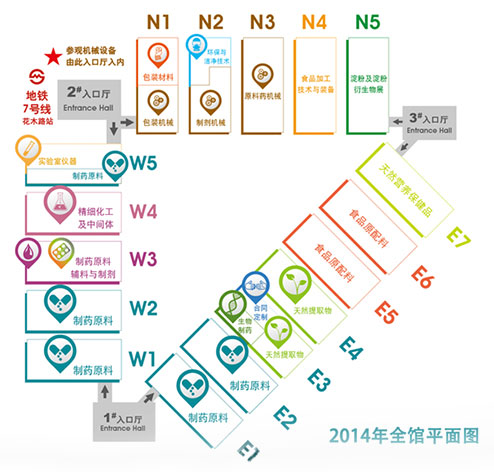 N1
N2
N3
N4
N5
参观机械设备
由此入口厅入内
地铁
7号线
花木路站
2#入口厅
Entrance Hall
包装材料
包装机械
环保与
洁净技术
制剂机械
原料药机械
食品加工
技术与装备
淀粉及淀粉
衍生物展
3#入口厅
Entrance Hall
实验室仪器
制药原料
W5
精细化工
及中间体
W4
制药原料
辅料与制剂
W3
制药原料
W2
制药原料
W1
1#入口厅
Entrance Hall
天然营养保健品
E7
食品原配料
E6
食品原配料
E5
天然提取物
E4
合同
定制
生物
制药
天然提取物
E3
制药原料
E2
制药原料
E1
2014年全馆平面图